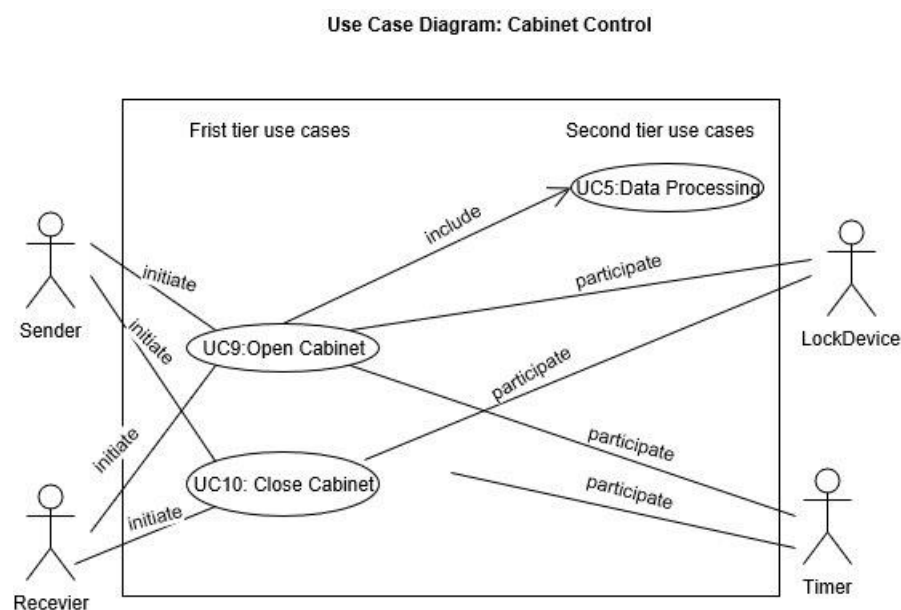 Use Case Diagram: Cabinet Control
Frist tier use cases
Second tier use cases
UC5:Data Processing
include
initiate
participate
Sender
LockDevice
initiate
UC9:Open Cabinet
participate
initiate
participate
UC10: Close Cabinet
participate
initiate
Recevier
Timer